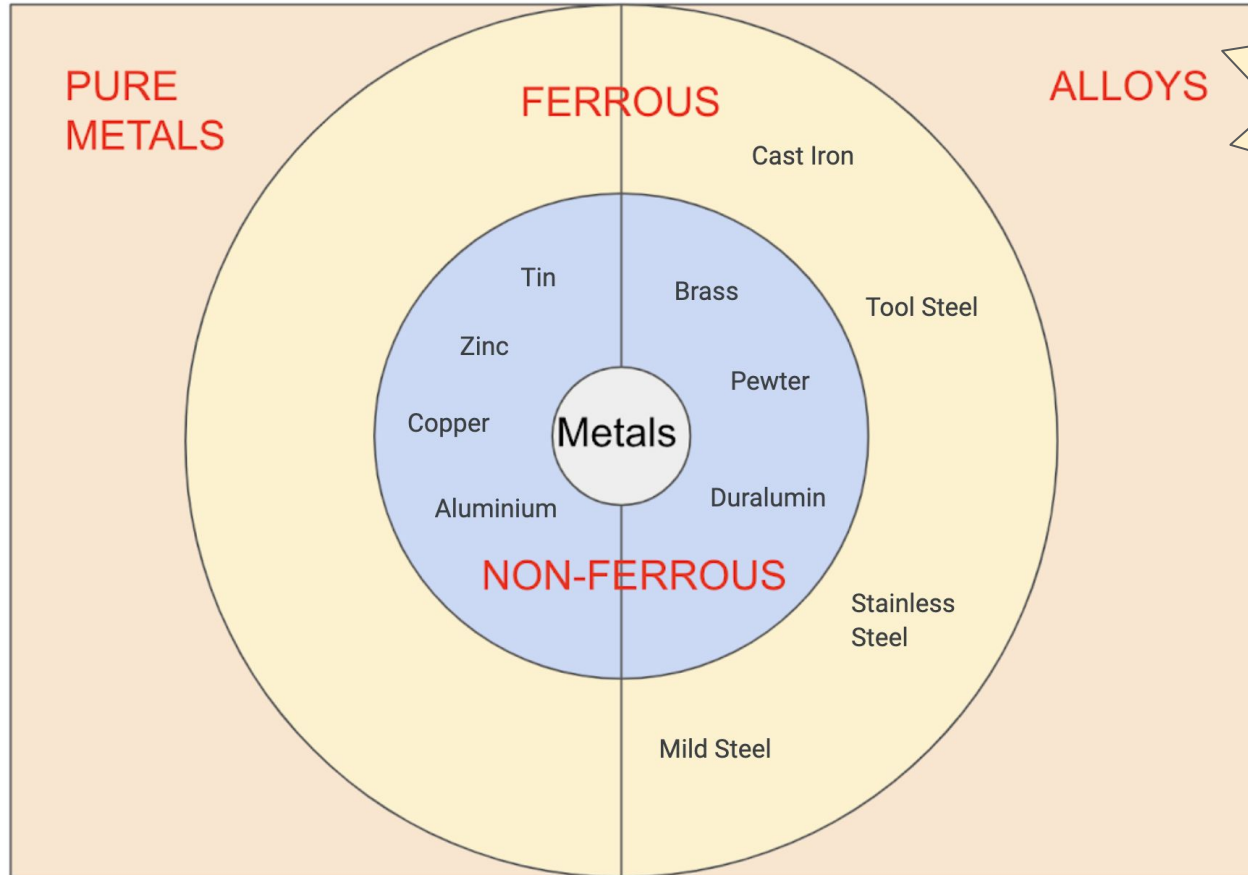 PURE
METALS
FERROUS
ALLOYS
Cast Iron
Tin
Brass
Tool Steel
Zinc
Pewter
Copper
Metals
Aluminium
Duralumin
NON-FERROUS
Stainless
Steel
Mild Steel